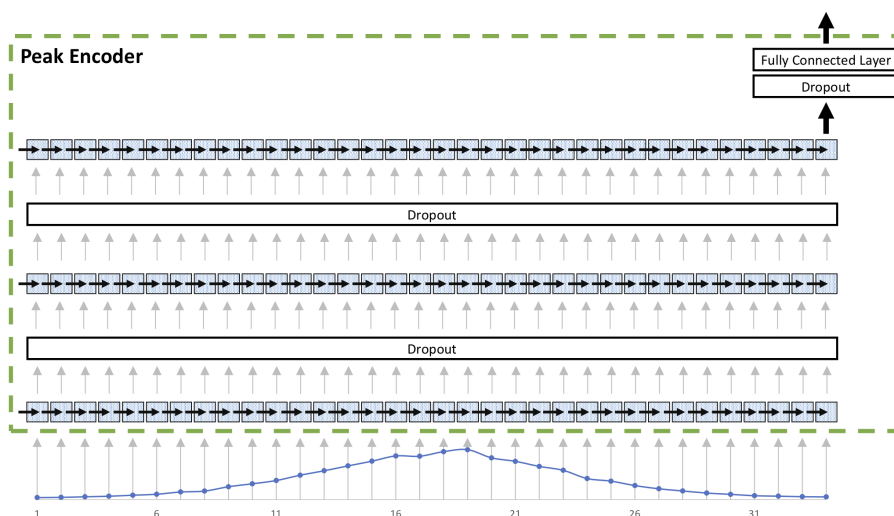 Peak Encoder
Fully Connected Layer
Dropout
Dropout
Dropout
1 6 11 16 21 26 31